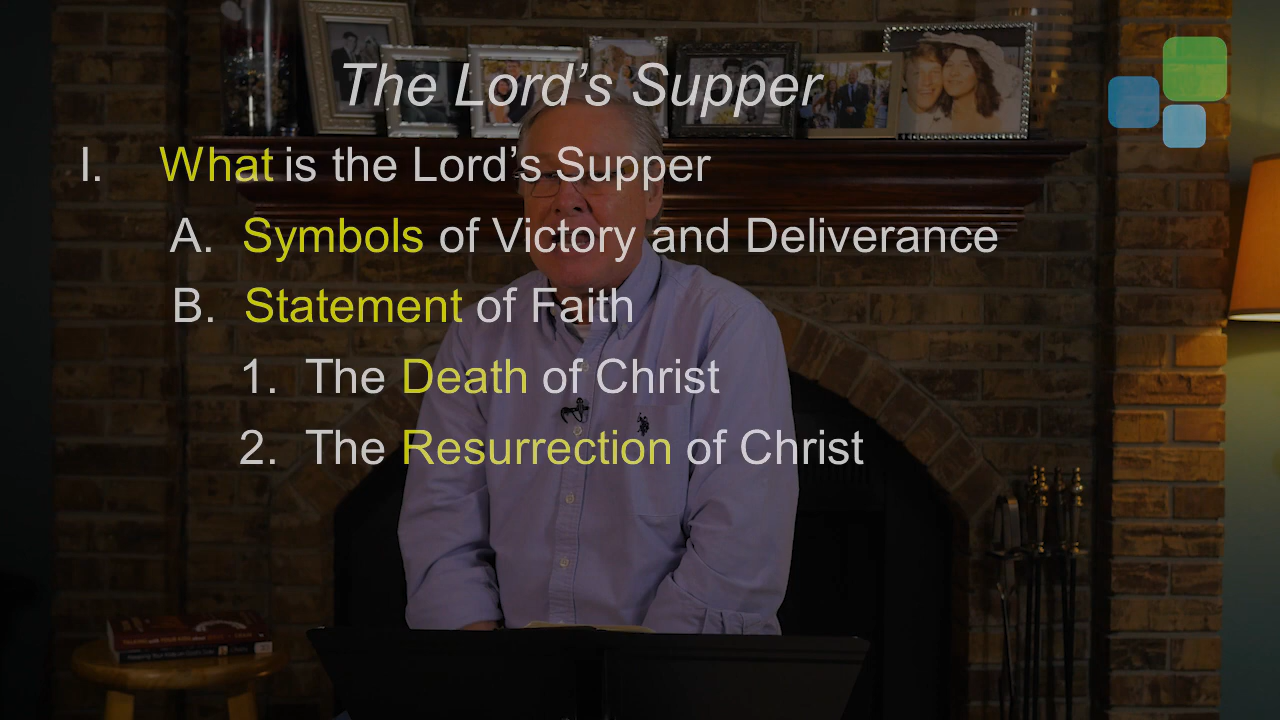 The Lord’s Supper
I. What is the Lord’s Supper
A. Symbols of Victory and Deliverance
B. Statement of Faith
1. The Death of Christ
2. The Resurrection of Christ